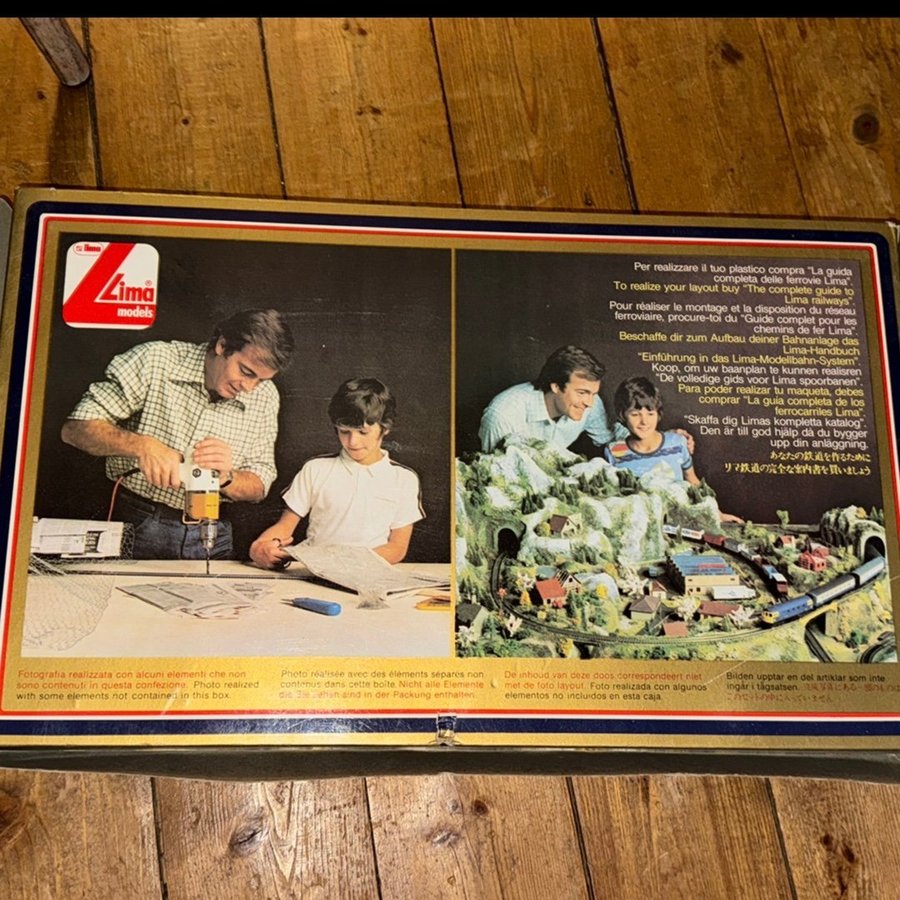 lima
Lima®
models
Per realizzare il tuo plastico compra "La guida
completa delle ferrovie Lima".
To realize your layout buy "The complete guide to
Lima railways".
Pour réaliser le montage et la disposition du réseau
ferroviaire, procure-toi du "Guide complet pour les
chemins de fer Lima".
Beschaffe dir zum Aufbau deiner Bahnanlage das
Lima-Handbuch
"Einführung in das Lima-Modellbahn-System".
Koop, om uw baanplan te kunnen realisren
"De volledige gids voor Lima spoorbanen".
Para poder realizar tu maqueta, debes
comprar "La guia completa de los
ferrocarriles Lima".
"Skaffa dig Limas kompletta katalog".
Den är till god hjälp då du bygger
upp din anläggning.
あなたの鉄道を作るために
リマ鉄道の完全な案内書を買いましょう
Fotografia realizzata con alcuni elementi che non
sono contenuti in questa confezione. Photo realized
with some elements not contained in this box.
Photo réalisée avec des éléments séparés non
contenus dans cette boîte. Nicht alle Elemente
die Sie sehen sind in der Packung enthalten.
De inhoud van deze doos correspondeert niet
met de foto layout. Foto realizada con algunos
elementos no incluidos en esta caja.
Bilden upptar en del artiklar som inte
ingår i tågsatsen.